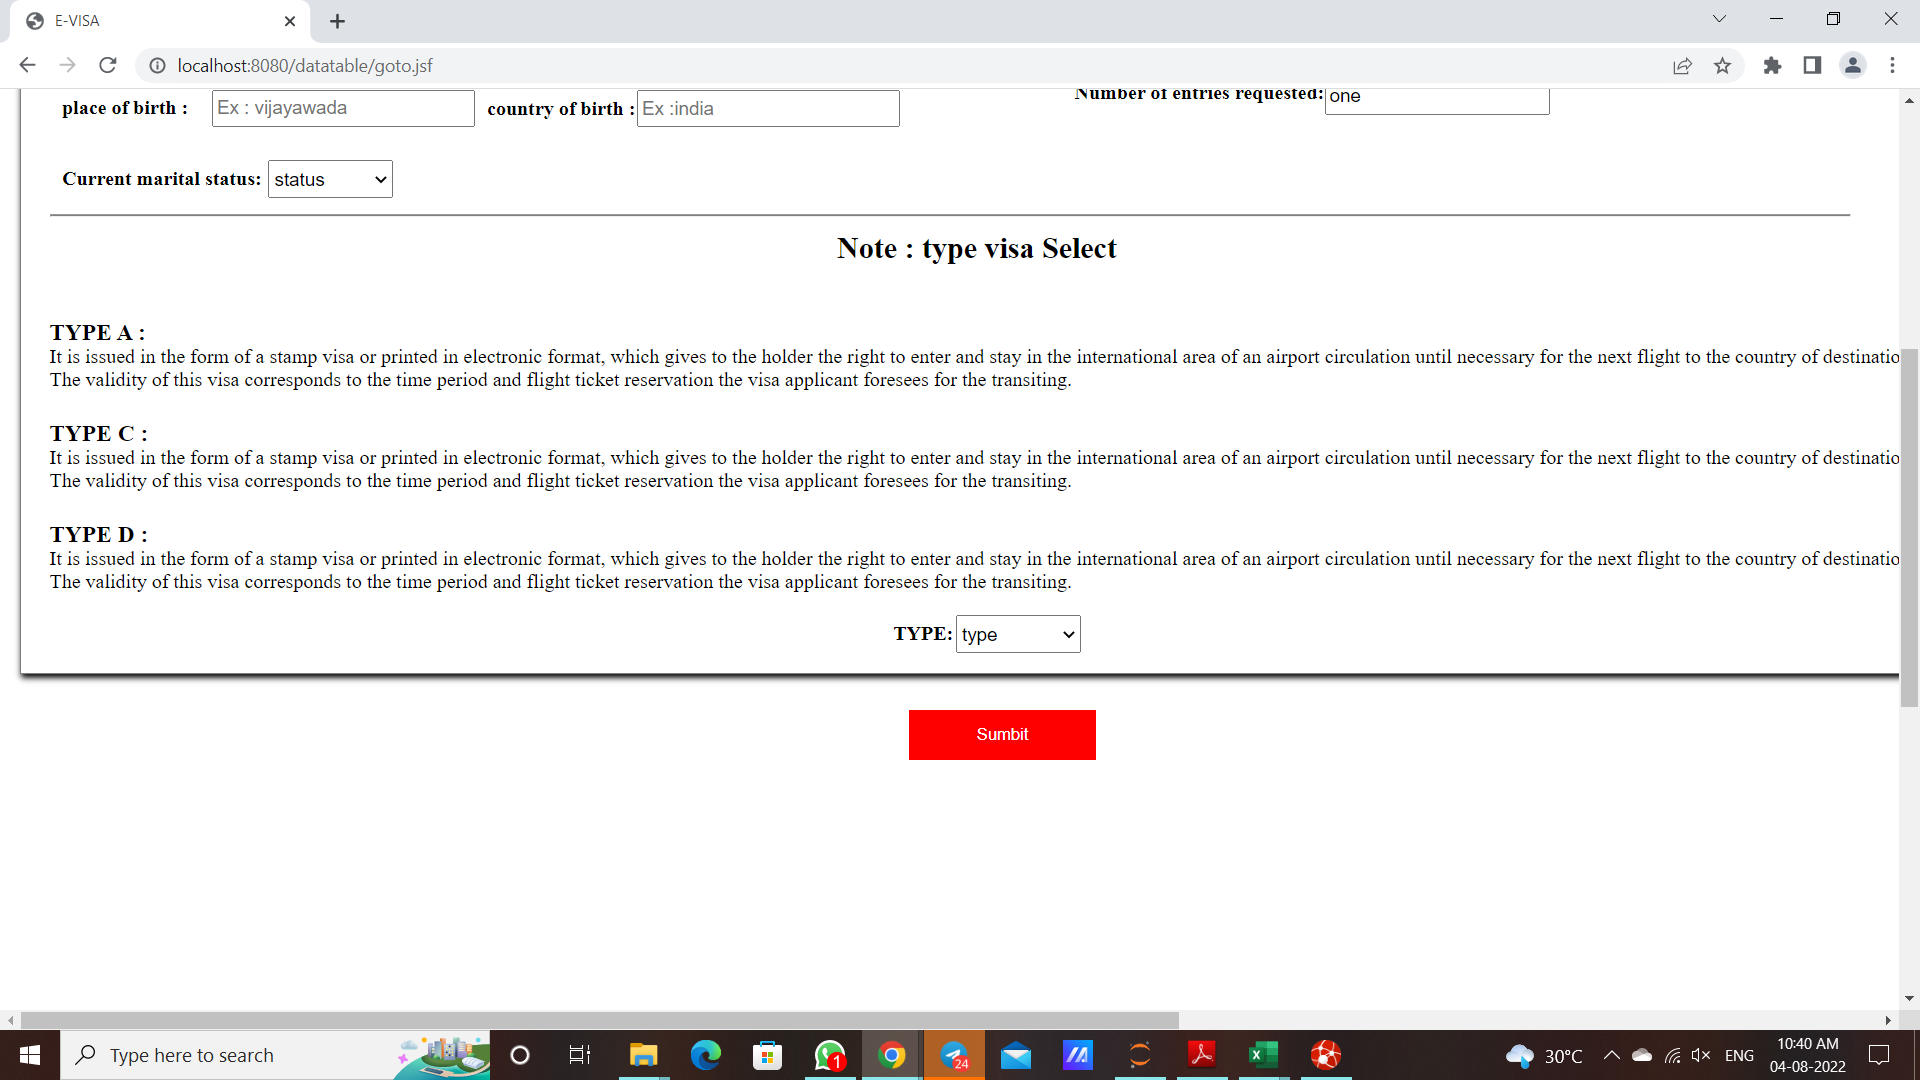 E-VISA
localhost:8080/datatable/goto.jsf
place of birth : Ex : vijayawada country of birth : Ex :india Number of entries requested: one
Current marital status: status
Note : type visa Select
TYPE A :
It is issued in the form of a stamp visa or printed in electronic format, which gives to the holder the right to enter and stay in the international area of an airport circulation until necessary for the next flight to the country of destinatio
The validity of this visa corresponds to the time period and flight ticket reservation the visa applicant foresees for the transiting.
TYPE C :
It is issued in the form of a stamp visa or printed in electronic format, which gives to the holder the right to enter and stay in the international area of an airport circulation until necessary for the next flight to the country of destinatio
The validity of this visa corresponds to the time period and flight ticket reservation the visa applicant foresees for the transiting.
TYPE D :
It is issued in the form of a stamp visa or printed in electronic format, which gives to the holder the right to enter and stay in the international area of an airport circulation until necessary for the next flight to the country of destinatio
The validity of this visa corresponds to the time period and flight ticket reservation the visa applicant foresees for the transiting.
TYPE: type
Sumbit
Type here to search 1 24 30°C ENG 10:40 AM
04-08-2022